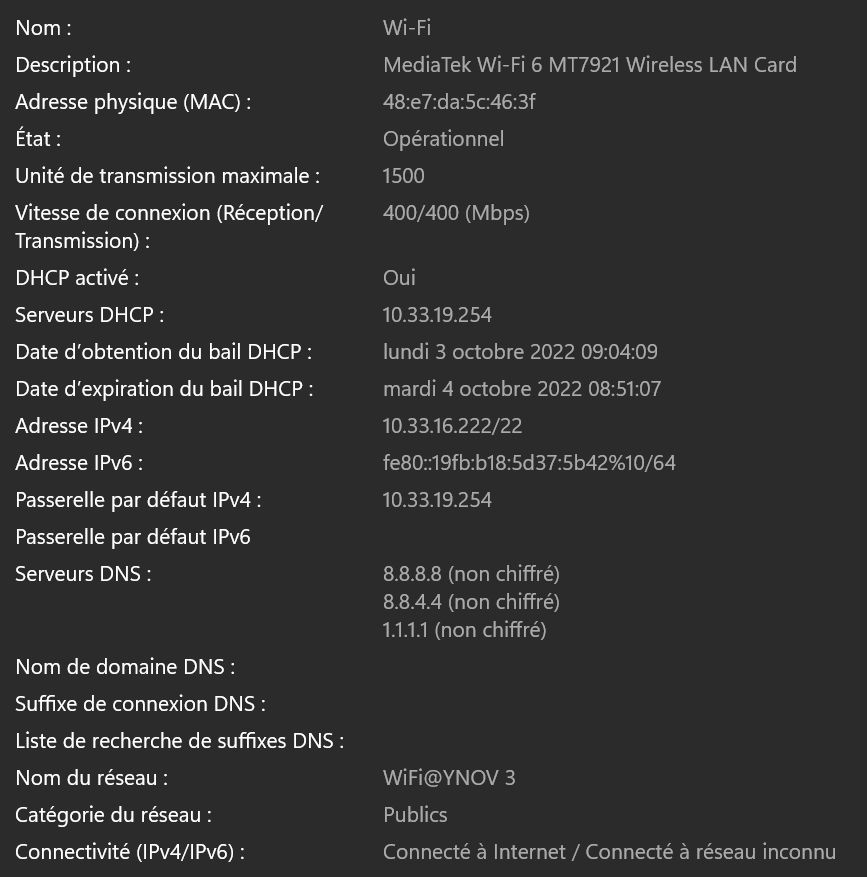 Nom : Wi-Fi
Description : MediaTek Wi-Fi 6 MT7921 Wireless LAN Card
Adresse physique (MAC) : 48:e7:da:5c:46:3f
État : Opérationnel
Unité de transmission maximale : 1500
Vitesse de connexion (Réception/ 400/400 (Mbps)
Transmission) :
DHCP activé : Oui
Serveurs DHCP : 10.33.19.254
Date d'obtention du bail DHCP : lundi 3 octobre 2022 09:04:09
Date d'expiration du bail DHCP : mardi 4 octobre 2022 08:51:07
Adresse IPv4 : 10.33.16.222/22
Adresse IPv6 : fe80::19fb:b18:5d37:5b42%10/64
Passerelle par défaut IPv4 : 10.33.19.254
Passerelle par défaut IPv6
Serveurs DNS : 8.8.8.8 (non chiffré)
8.8.4.4 (non chiffré)
1.1.1.1 (non chiffré)
Nom de domaine DNS :
Suffixe de connexion DNS :
Liste de recherche de suffixes DNS :
Nom du réseau : WiFi@YNOV 3
Catégorie du réseau : Publics
Connectivité (IPv4/IPv6) : Connecté à Internet / Connecté à réseau inconnu